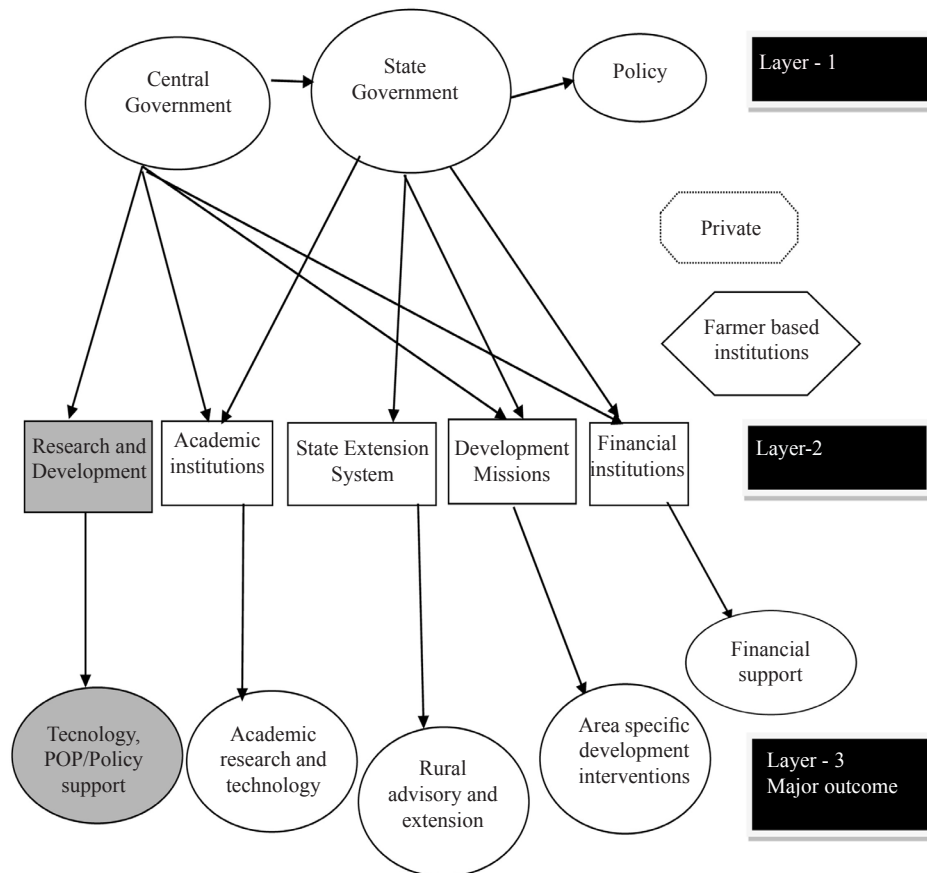 Central
Government
State
Government
Policy
Layer - 1
Private
Farmer based
institutions
Research and
Development
Academic
institutions
State Extension
System
Development
Missions
Financial
institutions
Layer-2
Financial
support
Tecnology,
POP/Policy
support
Academic
research and
technology
Rural
advisory and
extension
Area specific
development
interventions
Layer - 3
Major outcome